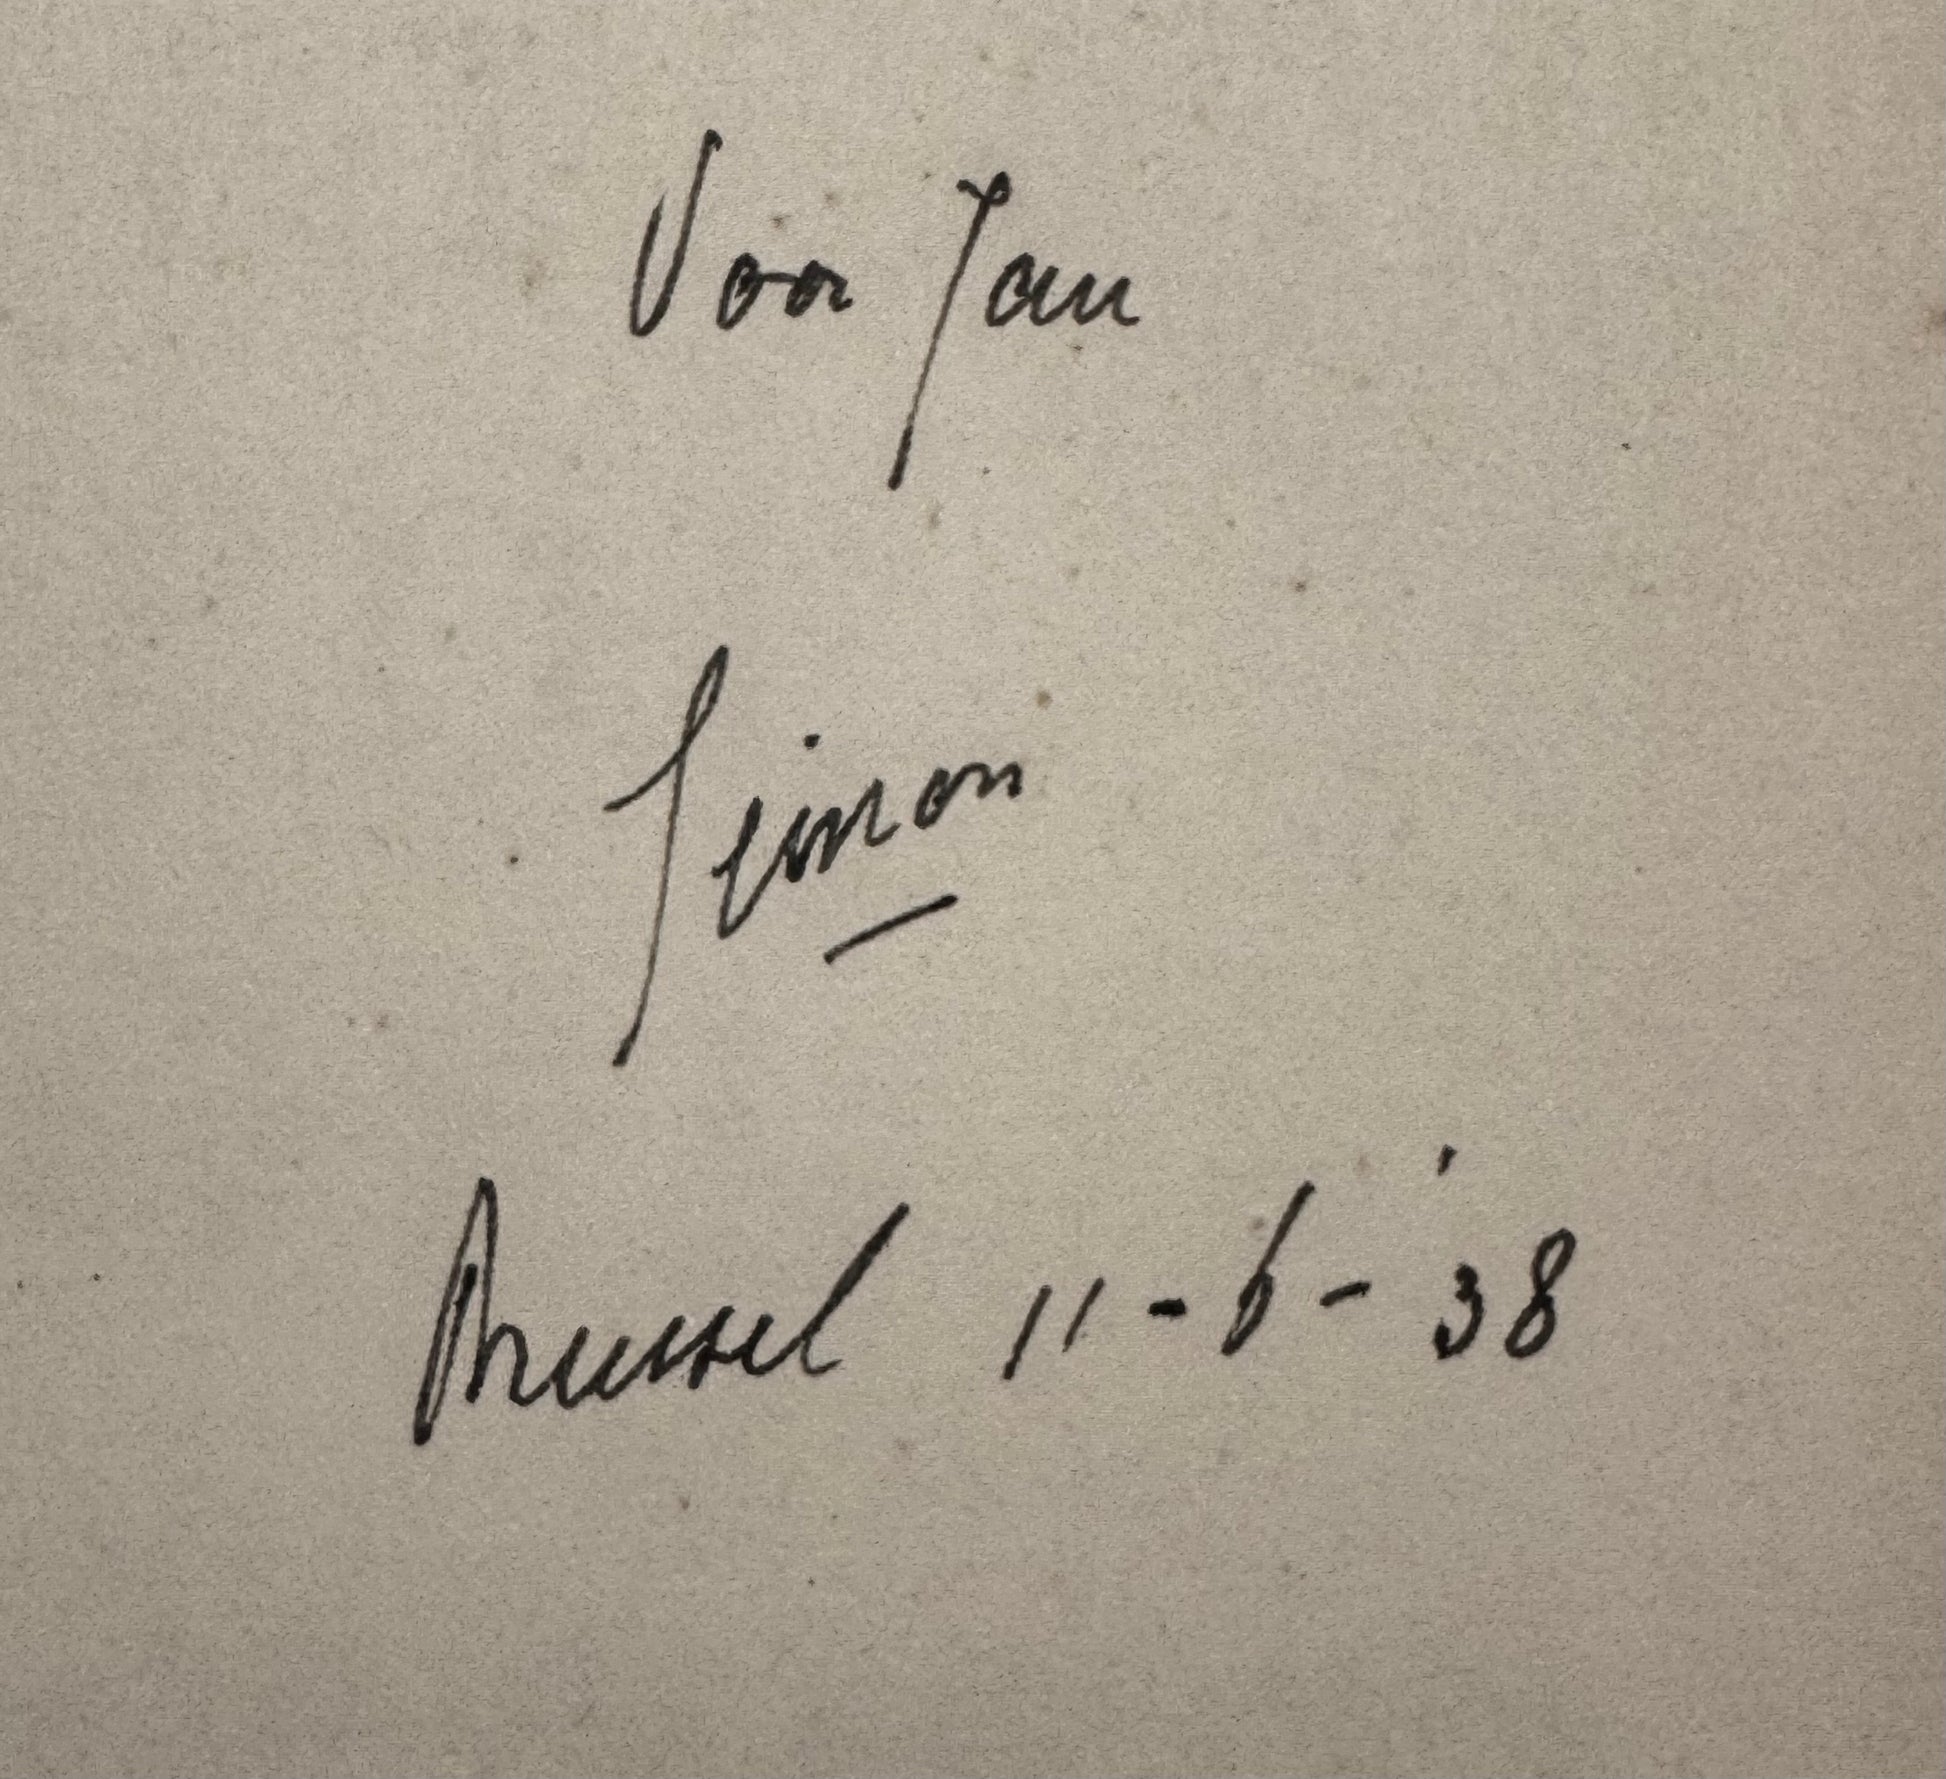 Voor Jan
Simon
Brussel 11-6-'38